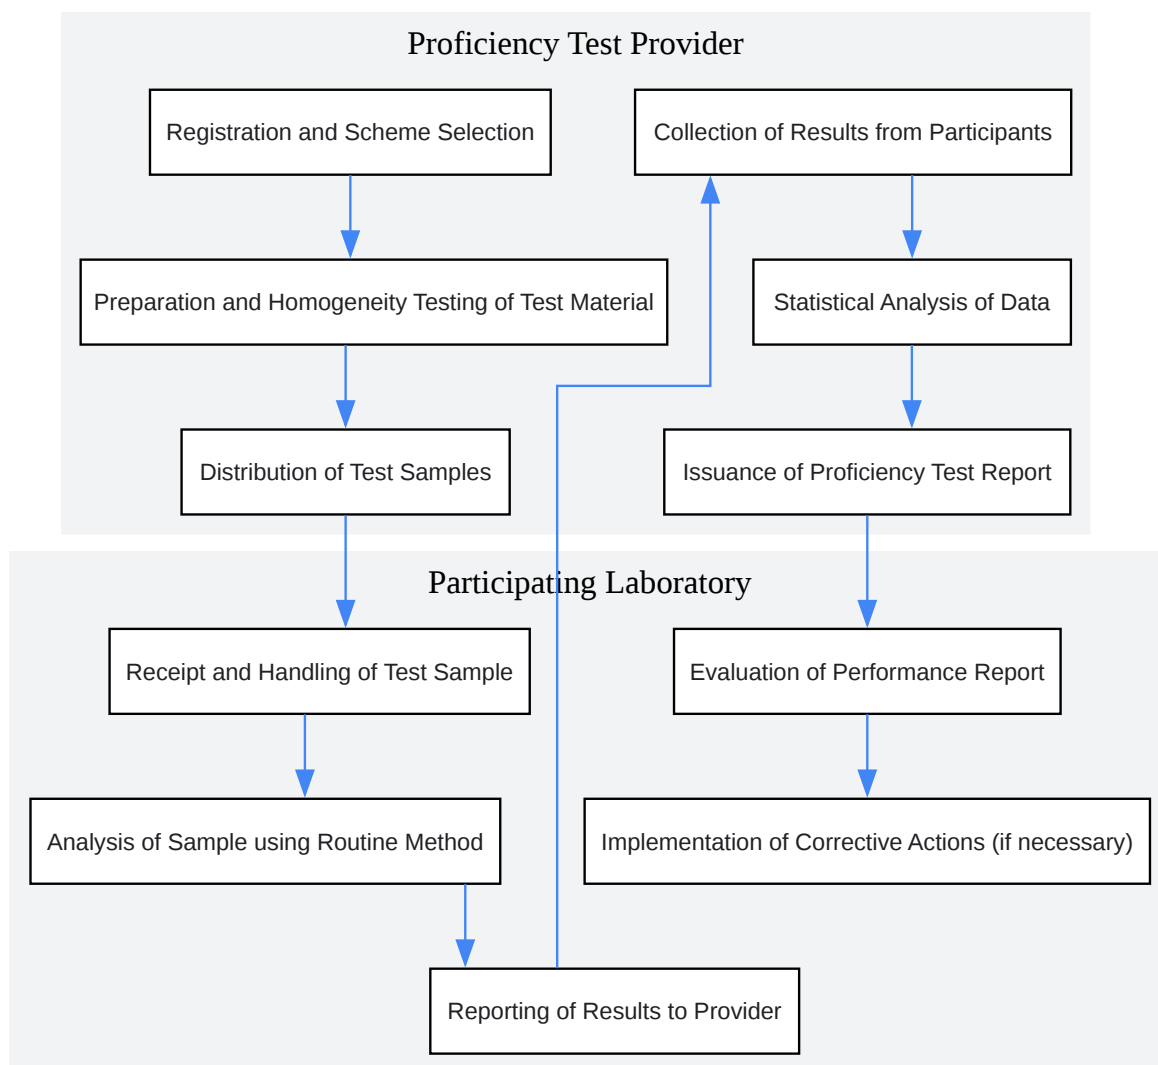 Proficiency Test Provider
Registration and Scheme Selection
Collection of Results from Participants
Preparation and Homogeneity Testing of Test Material
Statistical Analysis of Data
Distribution of Test Samples
Issuance of Proficiency Test Report
Participating Laboratory
Receipt and Handling of Test Sample
Evaluation of Performance Report
Analysis of Sample using Routine Method
Implementation of Corrective Actions (if necessary)
Reporting of Results to Provider